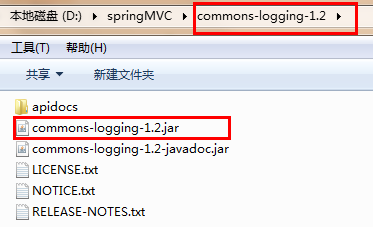 本地磁盘 (D:) ▸ springMVC ▸ commons-logging-1.2 ▸
工具(T) 帮助(H)
共享 ▼ 新建文件夹
apidocs
commons-logging-1.2.jar
commons-logging-1.2-javadoc.jar
LICENSE.txt
NOTICE.txt
RELEASE-NOTES.txt